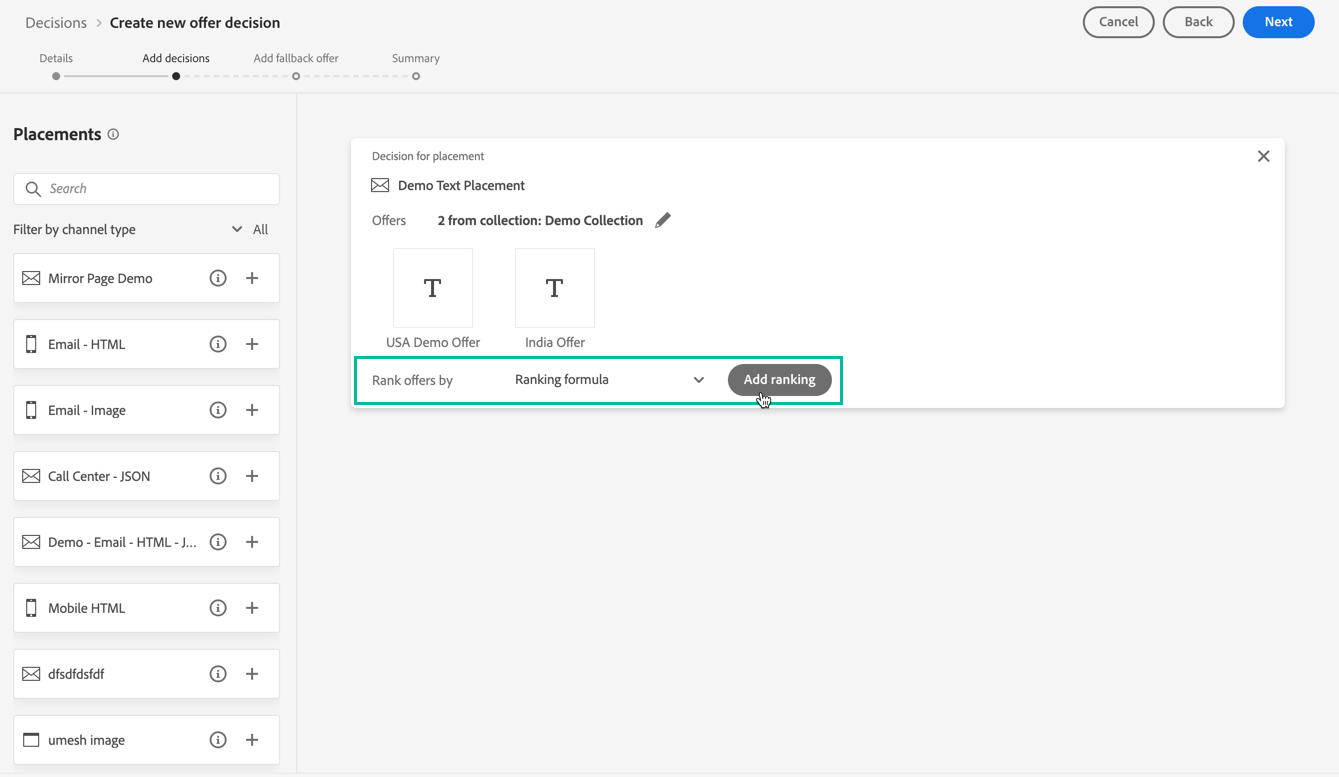 Decisions > Create new offer decision
Cancel
Back
Next
Details
Add decisions
Add fallback offer
Summary
Placements
Search
Filter by channel type
All
Mirror Page Demo
Email - HTML
Email - Image
Call Center - JSON
Demo - Email - HTML - J...
Mobile HTML
dfsdfdsfdf
umesh image
Decision for placement
Demo Text Placement
Offers 2 from collection: Demo Collection
T
T
USA Demo Offer
India Offer
Rank offers by
Ranking formula
Add ranking